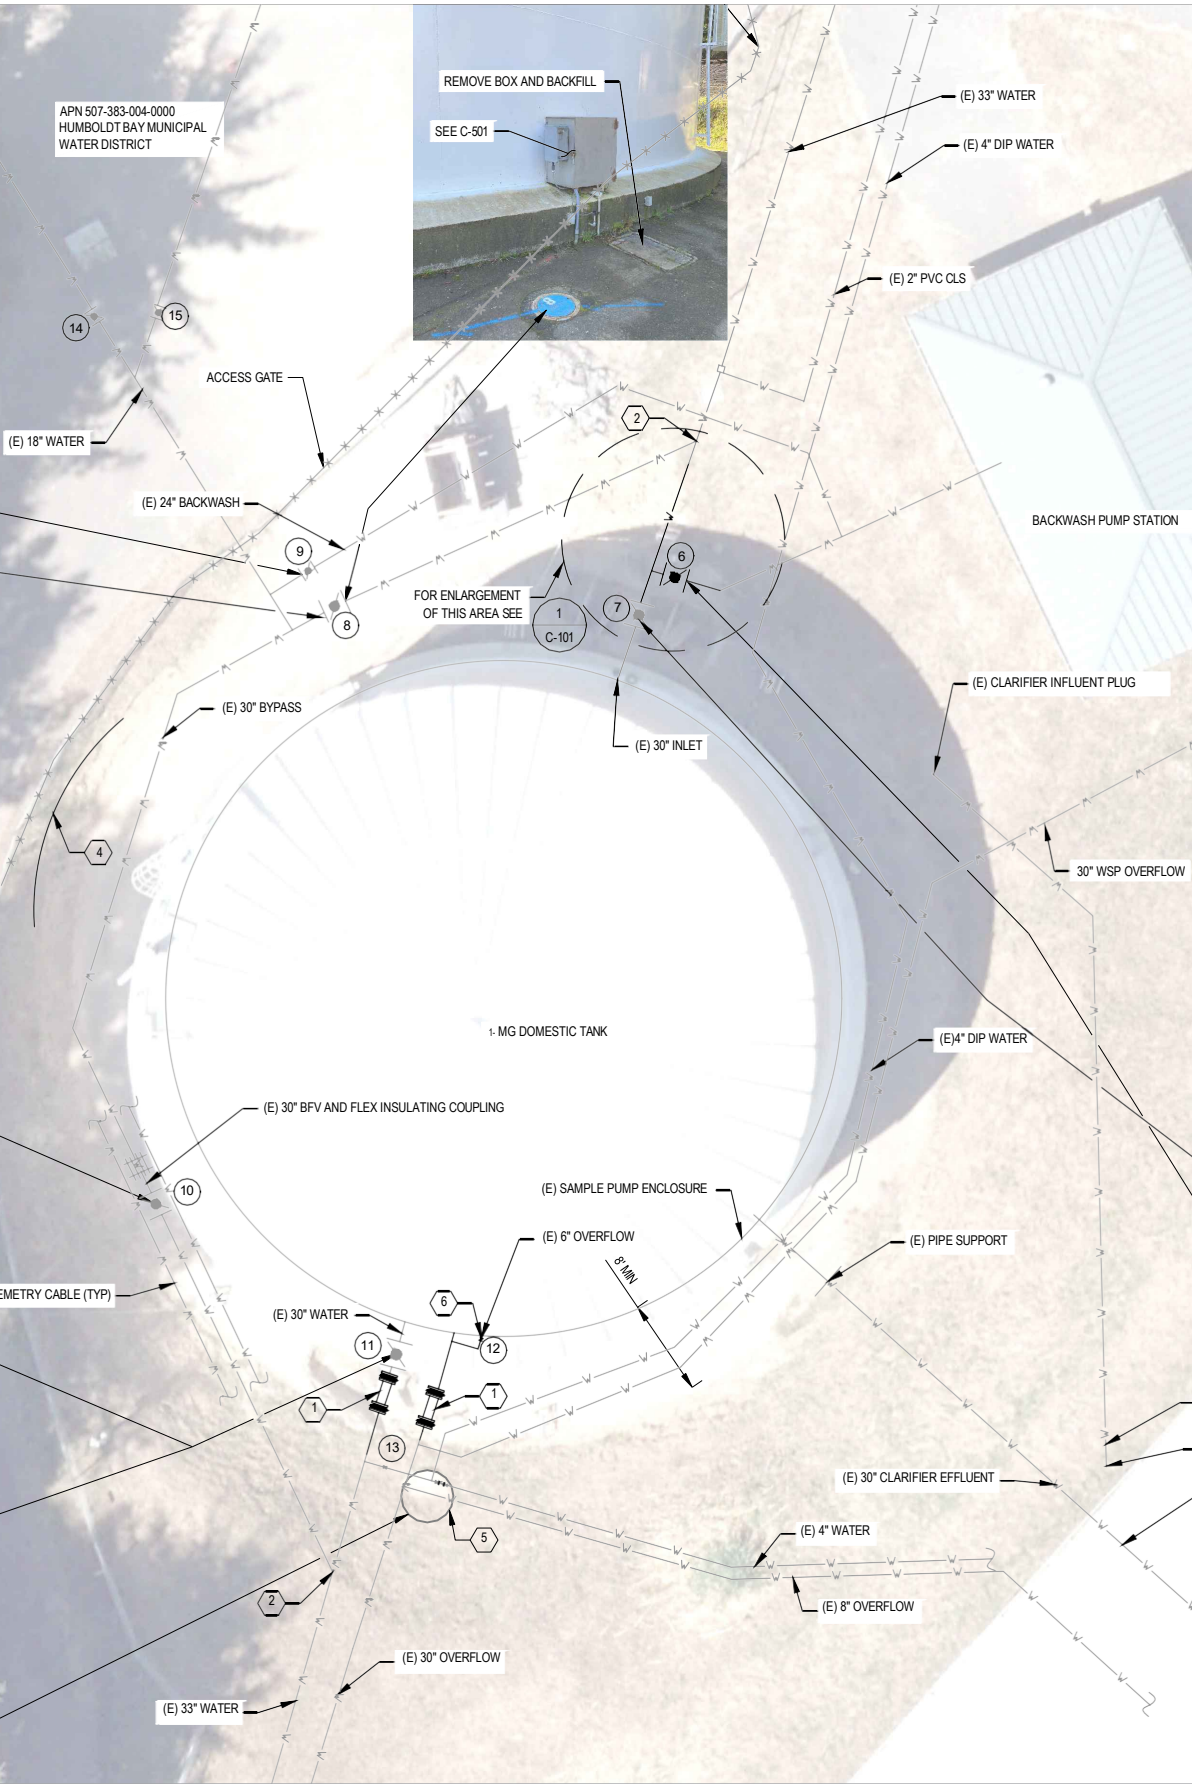 REMOVE BOX AND BACKFILL
SEE C-501
8
APN 507-383-004-0000
HUMBOLDT BAY MUNICIPAL
WATER DISTRICT
(E) 33" WATER
(E) 4" DIP WATER
(E) 2" PVC CLS
14
15
ACCESS GATE
(E) 18" WATER
2
(E) 24" BACKWASH
BACKWASH PUMP STATION
9
6
FOR ENLARGEMENT
OF THIS AREA SEE
1
C-101
7
8
(E) CLARIFIER INFLUENT PLUG
(E) 30" BYPASS
(E) 30" INLET
4
30" WSP OVERFLOW
1- MG DOMESTIC TANK
(E)4" DIP WATER
(E) 30" BFV AND FLEX INSULATING COUPLING
10
(E) SAMPLE PUMP ENCLOSURE
(E) 6" OVERFLOW
(E) PIPE SUPPORT
8' MIN
EMETRY CABLE (TYP)
6
(E) 30" WATER
11
12
1
1
13
(E) 30" CLARIFIER EFFLUENT
5
(E) 4" WATER
2
(E) 8" OVERFLOW
(E) 30" OVERFLOW
(E) 33" WATER